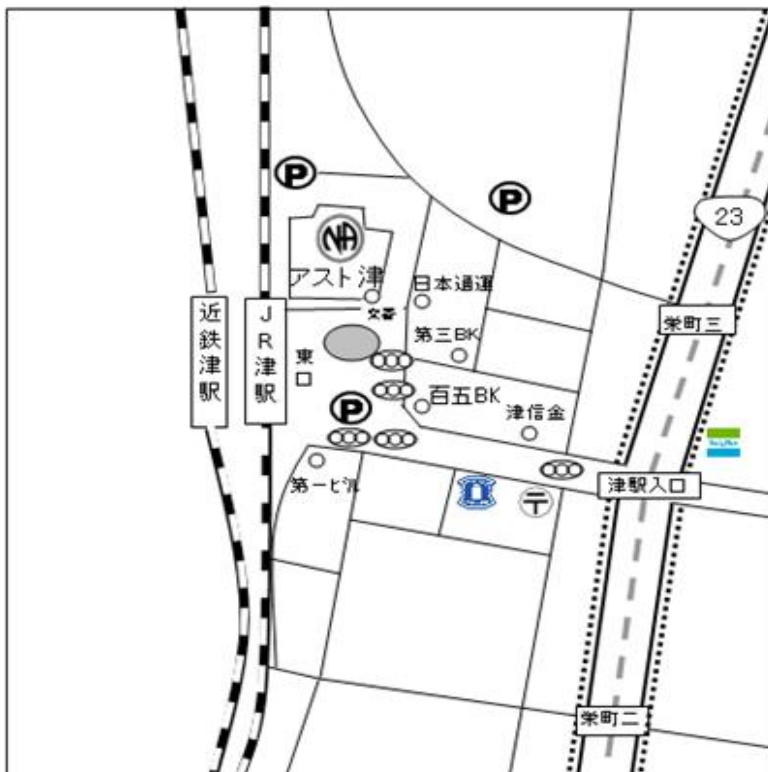 P
P
23
アスト津
日本通運
交番
栄町三
近鉄津駅
JR津駅
東口
第三BK
P
百五BK
津信金
第一ビル
〒
津駅入口
栄町二